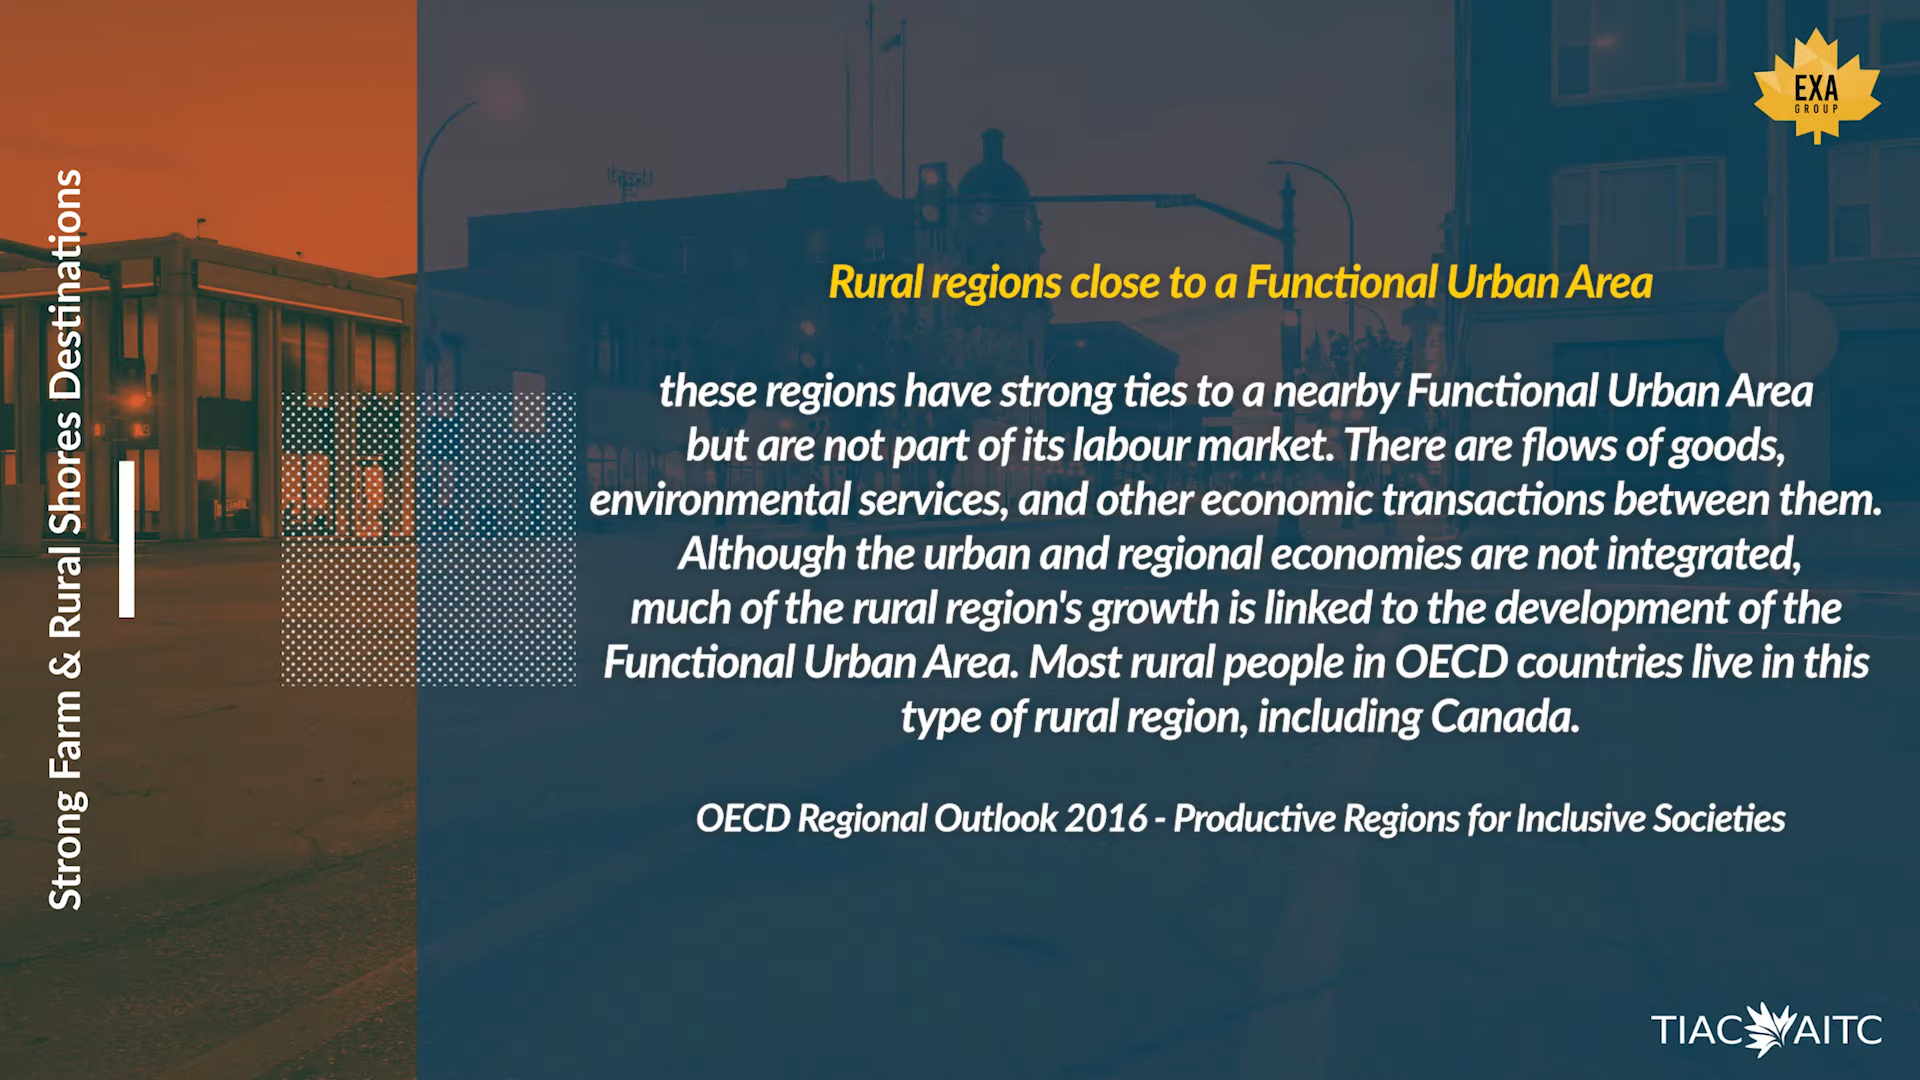 Strong Farm & Rural Shores Destinations
EXA
GROUP
Rural regions close to a Functional Urban Area
these regions have strong ties to a nearby Functional Urban Area
but are not part of its labour market. There are flows of goods,
environmental services, and other economic transactions between them.
Although the urban and regional economies are not integrated,
much of the rural region's growth is linked to the development of the
Functional Urban Area. Most rural people in OECD countries live in this
type of rural region, including Canada.
OECD Regional Outlook 2016 - Productive Regions for Inclusive Societies
TIAC AITC